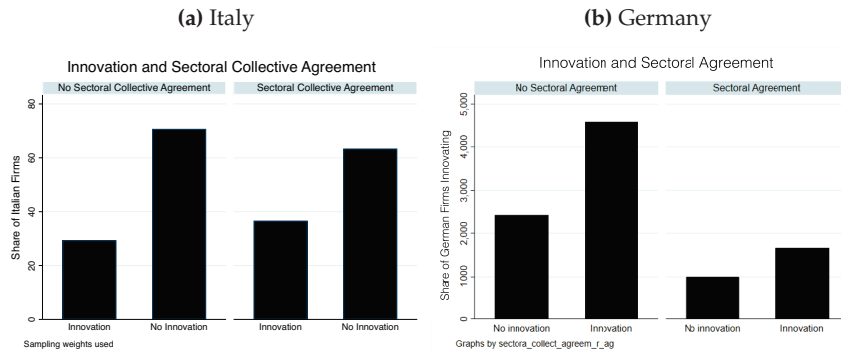 (a) Italy
Innovation and Sectoral Collective Agreement
No Sectoral Collective Agreement
Sectoral Collective Agreement
Share of Italian Firms
80
60
40
20
0
Innovation
No Innovation
Innovation
No Innovation
Sampling weights used
(b) Germany
Innovation and Sectoral Agreement
No Sectoral Agreement
Sectoral Agreement
Share of German Firms Innovating
5,000
4,000
3,000
2,000
1000
0
No innovation
Innovation
No innovation
Innovation
Graphs by sectora_collect_agreem_r_ag